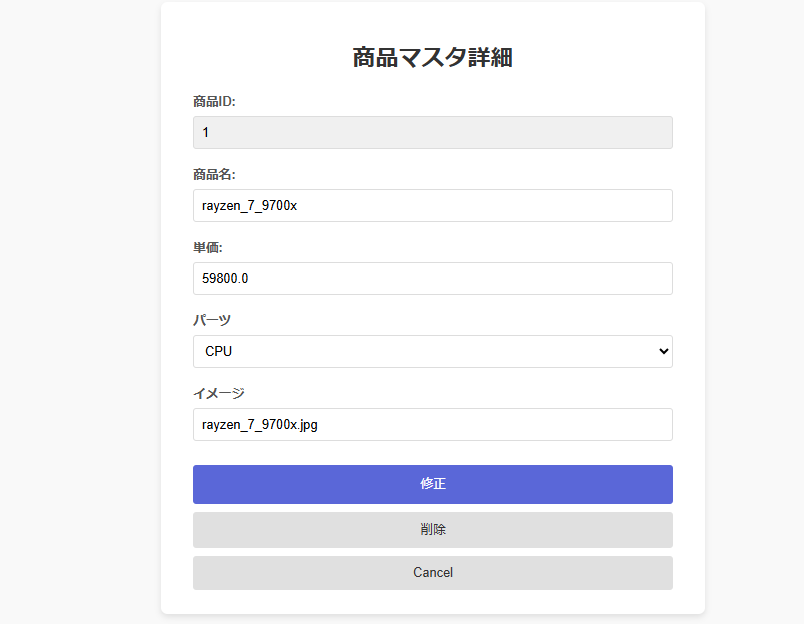 商品マスタ詳細
商品ID:
1
商品名:
rayzen_7_9700x
単価:
59800.0
パーツ
CPU
イメージ
rayzen_7_9700x.jpg
修正
削除
Cancel